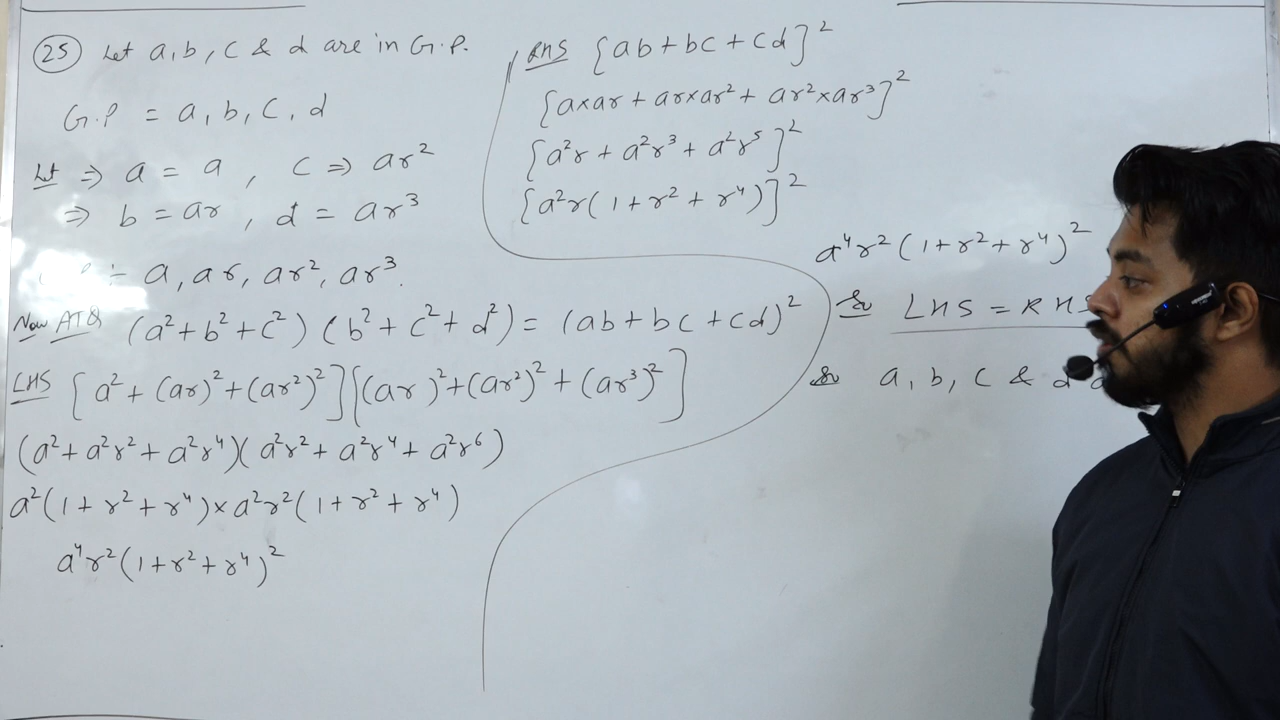 25 Let a, b, c & d are in G.P.
G.P = a, b, c, d
Let ⇒ a = a , c ⇒ ar²
⇒ b = ar , d = ar³
:- a, ar, ar², ar³.
Now ATQ (a²+b²+c²) (b²+c²+d²) = (ab+bc+cd)²
LHS [a² + (ar)² + (ar²)²] [(ar)² + (ar²)² + (ar³)²]
(a² + a²r² + a²r⁴)(a²r² + a²r⁴ + a²r⁶)
a²(1 + r² + r⁴) × a²r²(1 + r² + r⁴)
a⁴r²(1 + r² + r⁴)²
RHS {ab + bc + cd}²
{a×ar + ar×ar² + ar²×ar³}²
{a²r + a²r³ + a²r⁵}²
{a²r(1 + r² + r⁴)}²
a⁴r²(1 + r² + r⁴)²
So LHS = RHS
So a, b, c & d